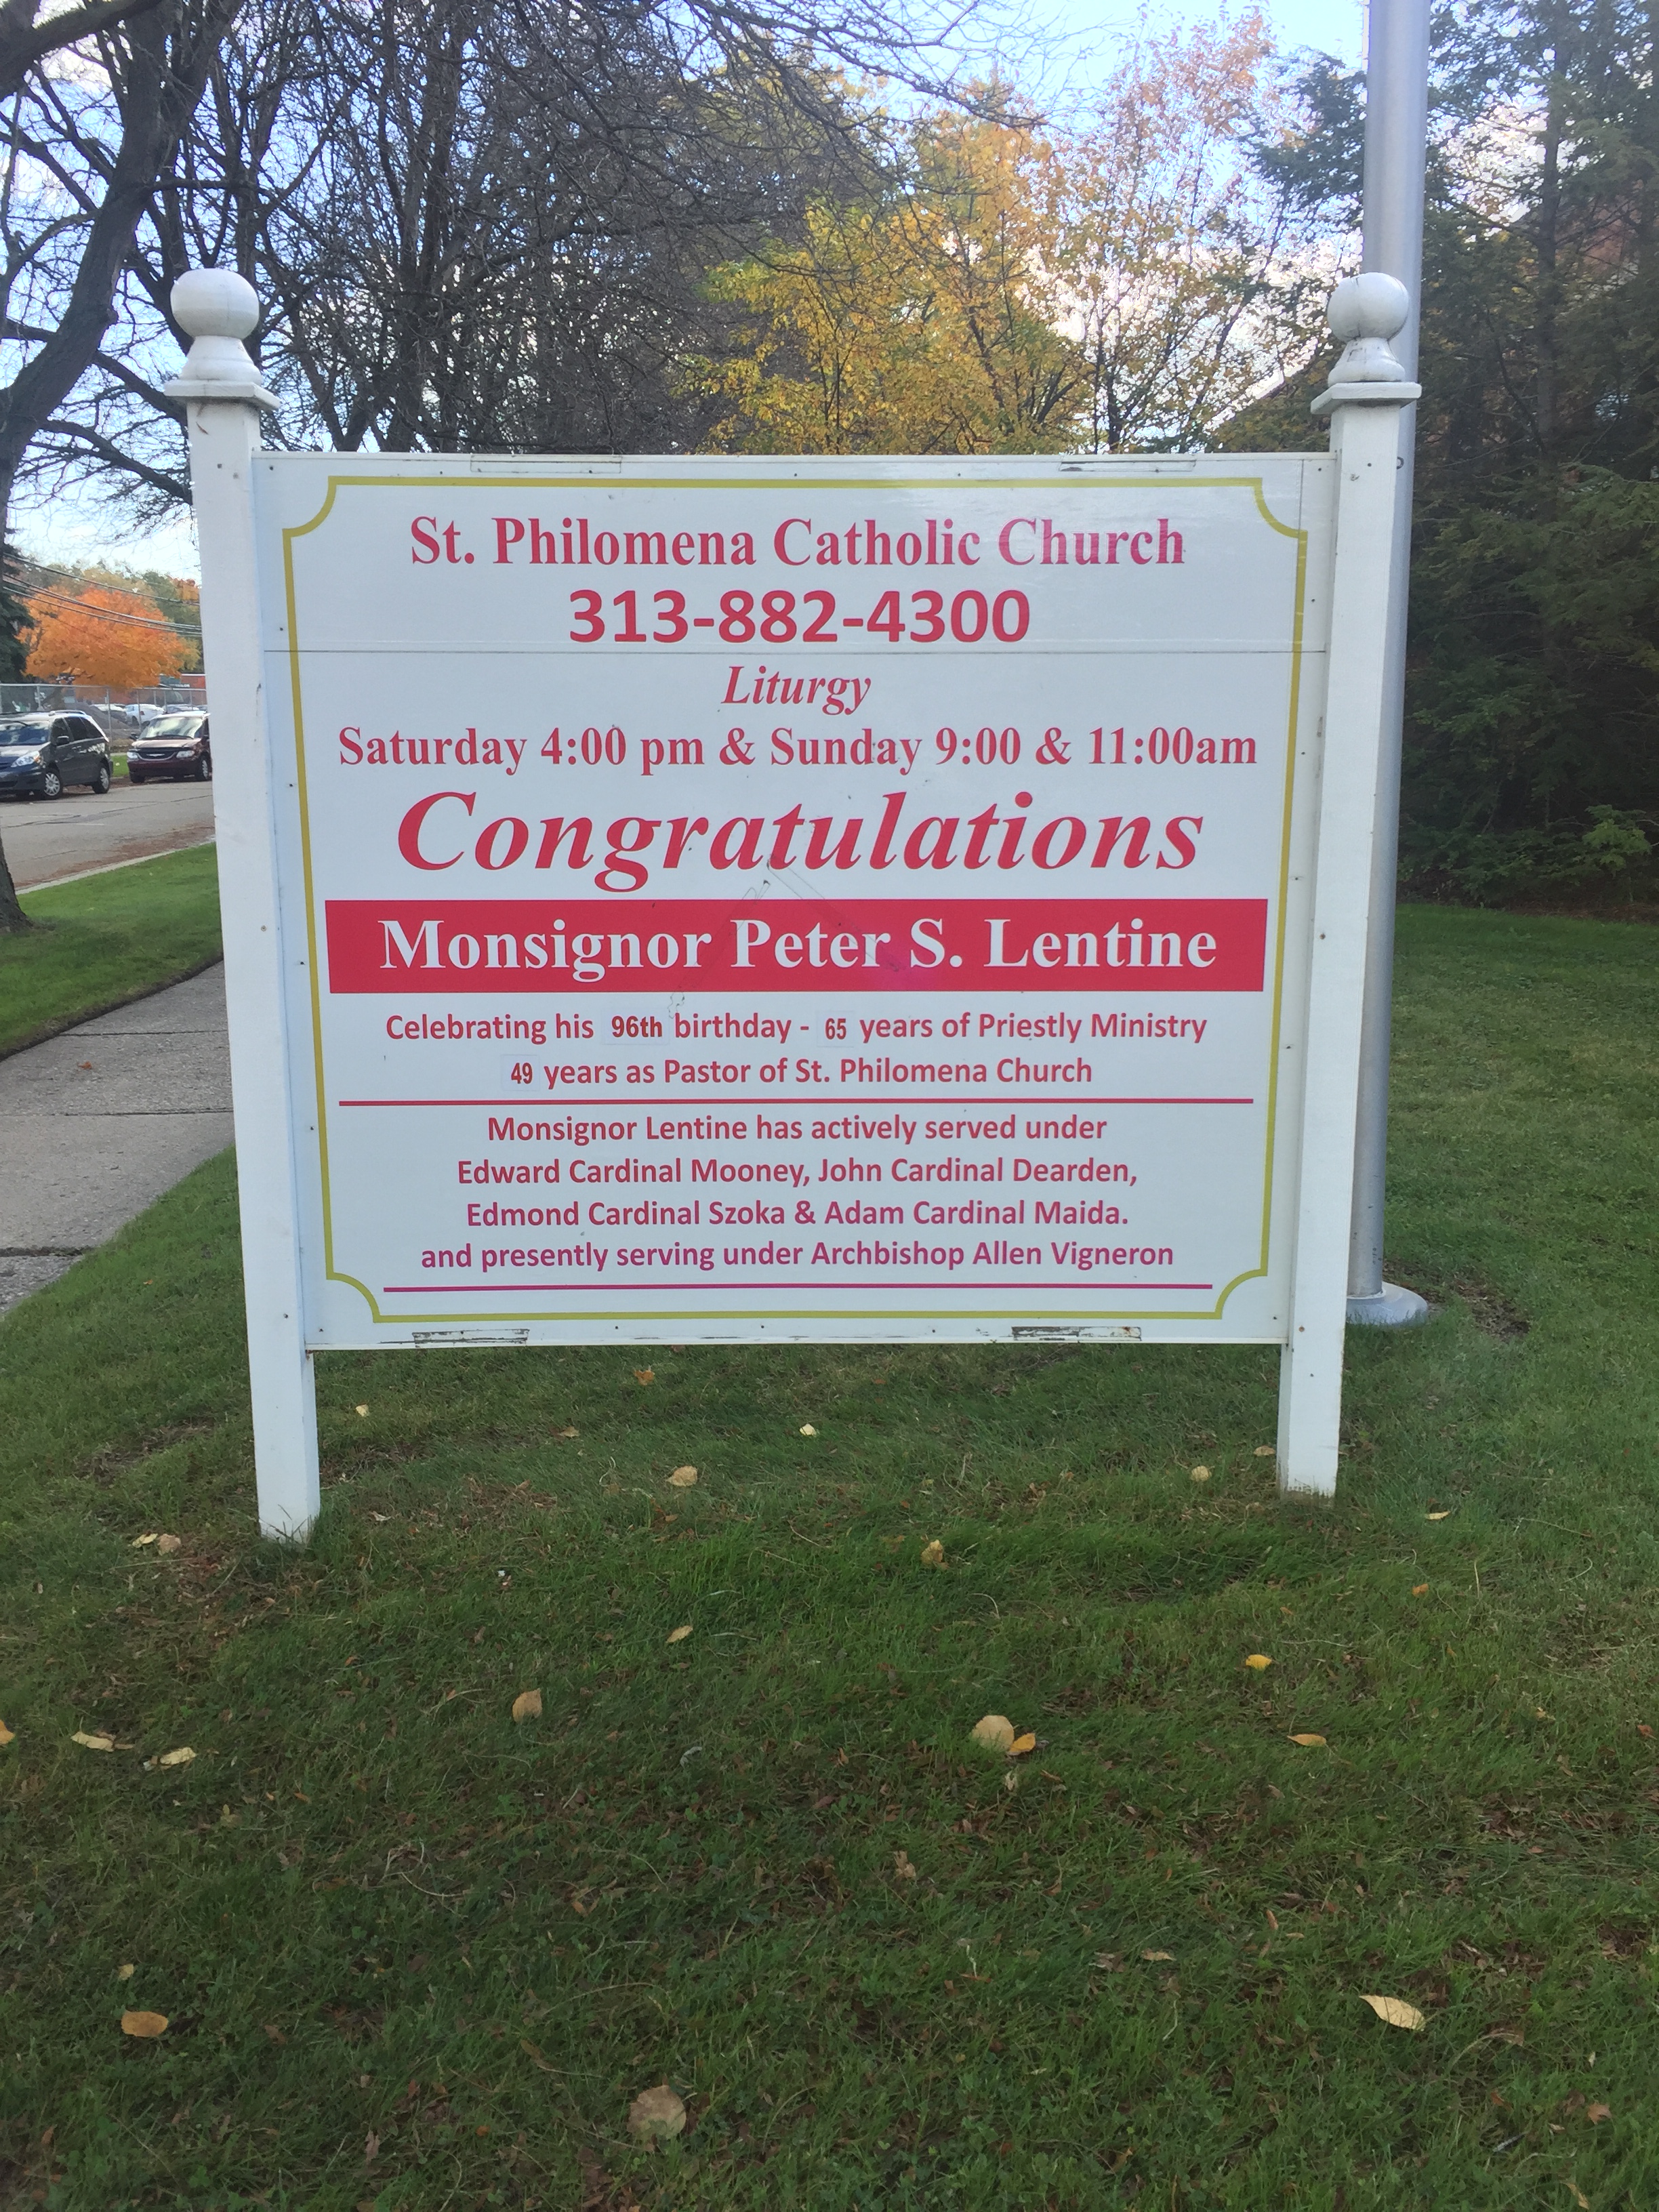 St. Philomena Catholic Church
313-882-4300
Liturgy
Saturday 4:00 pm & Sunday 9:00 & 11:00am
Congratulations
Monsignor Peter S. Lentine
Celebrating his 96th birthday - 65 years of Priestly Ministry
49 years as Pastor of St. Philomena Church
Monsignor Lentine has actively served under
Edward Cardinal Mooney, John Cardinal Dearden,
Edmond Cardinal Szoka & Adam Cardinal Maida.
and presently serving under Archbishop Allen Vigneron